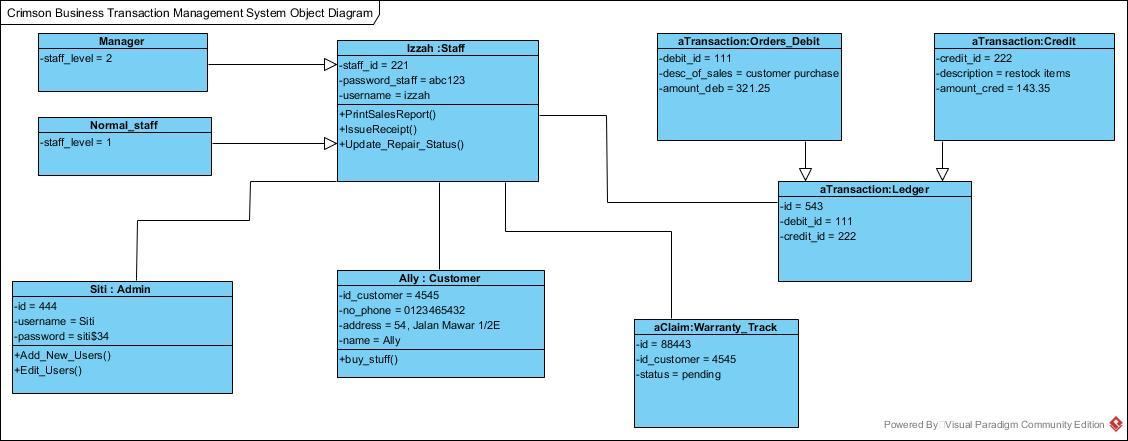 Crimson Business Transaction Management System Object Diagram
Manager
-staff_level = 2
Normal_staff
-staff_level = 1
Izzah :Staff
-staff_id = 221
-password_staff = abc123
-username = izzah
+PrintSalesReport()
+IssueReceipt()
+Update_Repair_Status()
aTransaction:Orders_Debit
-debit_id = 111
-desc_of_sales = customer purchase
-amount_deb = 321.25
aTransaction:Credit
-credit_id = 222
-description = restock items
-amount_cred = 143.35
aTransaction:Ledger
-id = 543
-debit_id = 111
-credit_id = 222
Siti : Admin
-id = 444
-username = Siti
-password = siti$34
+Add_New_Users()
+Edit_Users()
Ally : Customer
-id_customer = 4545
-no_phone = 0123465432
-address = 54, Jalan Mawar 1/2E
-name = Ally
+buy_stuff()
aClaim:Warranty_Track
-id = 88443
-id_customer = 4545
-status = pending
Powered By Visual Paradigm Community Edition